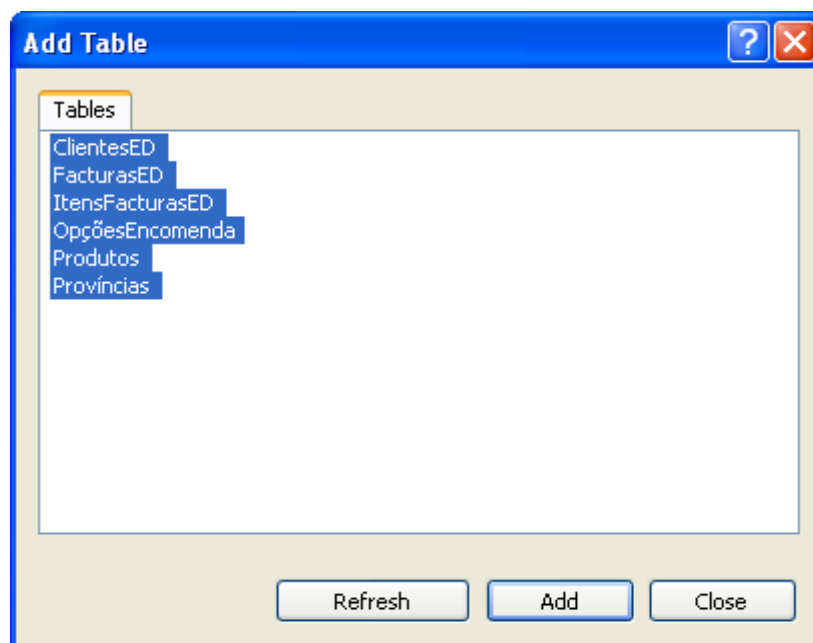 Add Table
Tables
ClientesED
FacturasED
ItensFacturasED
OpçõesEncomenda
Produtos
Províncias
Refresh Add Close